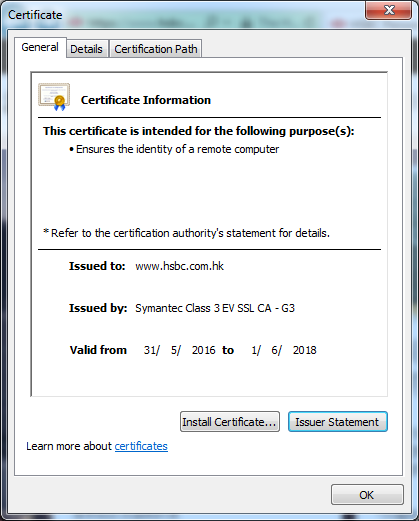 Certificate
General
Details
Certification Path
Certificate Information
This certificate is intended for the following purpose(s):
• Ensures the identity of a remote computer
* Refer to the certification authority's statement for details.
Issued to: www.hsbc.com.hk
Issued by: Symantec Class 3 EV SSL CA - G3
Valid from 31/ 5/ 2016 to 1/ 6/ 2018
Install Certificate...
Issuer Statement
Learn more about certificates
OK